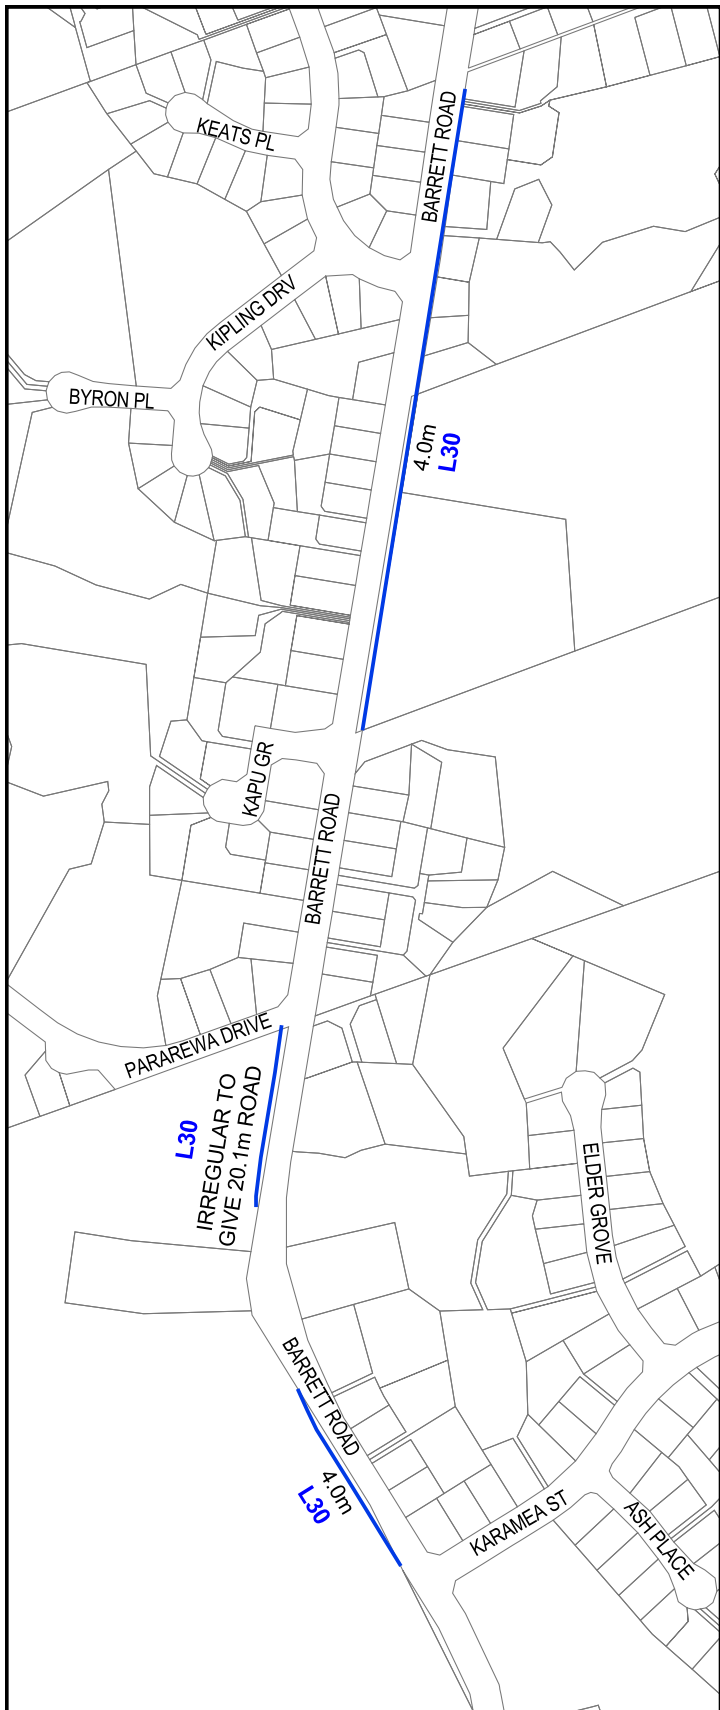 KEATS PL
BARRETT ROAD
KIPLING DRV
BYRON PL
4.0m
L30
KAPU GR
BARRETT ROAD
PARAREWA DRIVE
L30
IRREGULAR TO
GIVE 20.1m ROAD
ELDER GROVE
BARRETT ROAD
4.0m
L30
KARAMEA ST
ASH PLACE